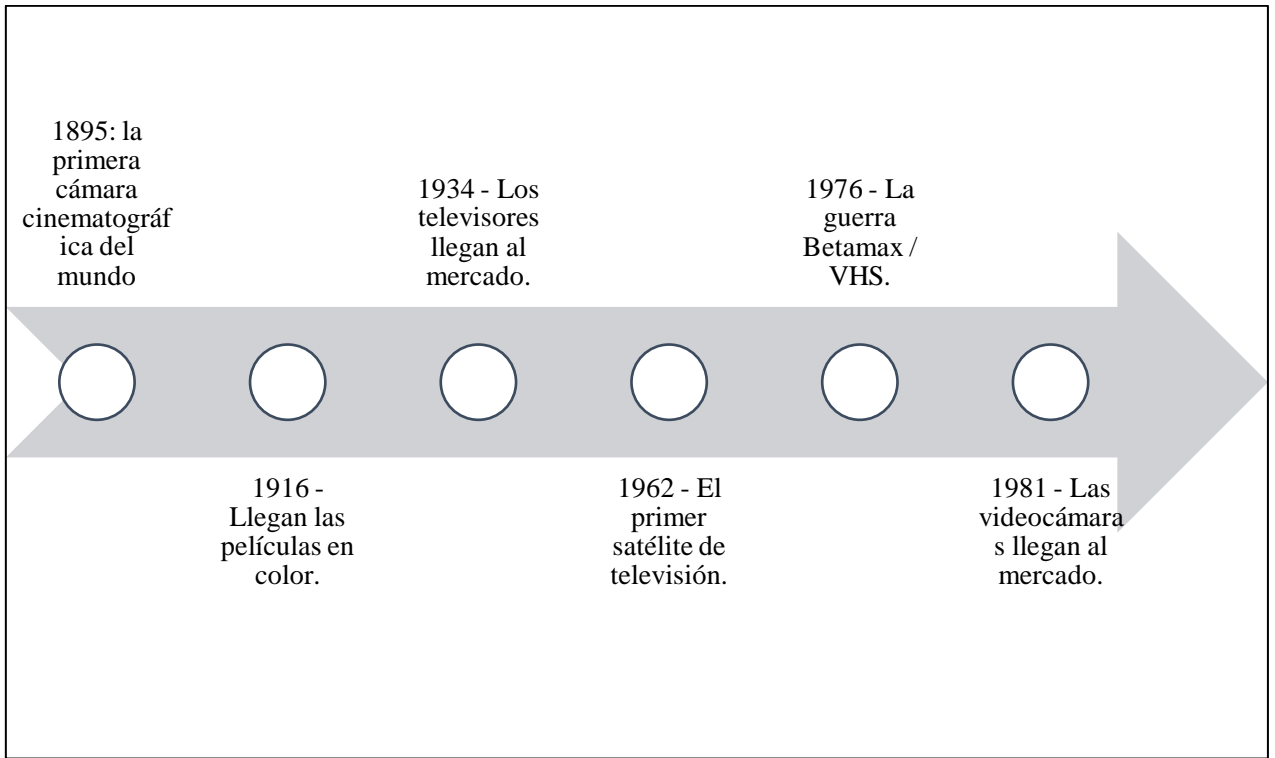 1895: la
primera
cámara
cinematográf
ica del
mundo
1916 -
Llegan las
películas en
color.
1934 - Los
televisores
llegan al
mercado.
1962 - El
primer
satélite de
televisión.
1976 - La
guerra
Betamax /
VHS.
1981 - Las
videocámara
s llegan al
mercado.